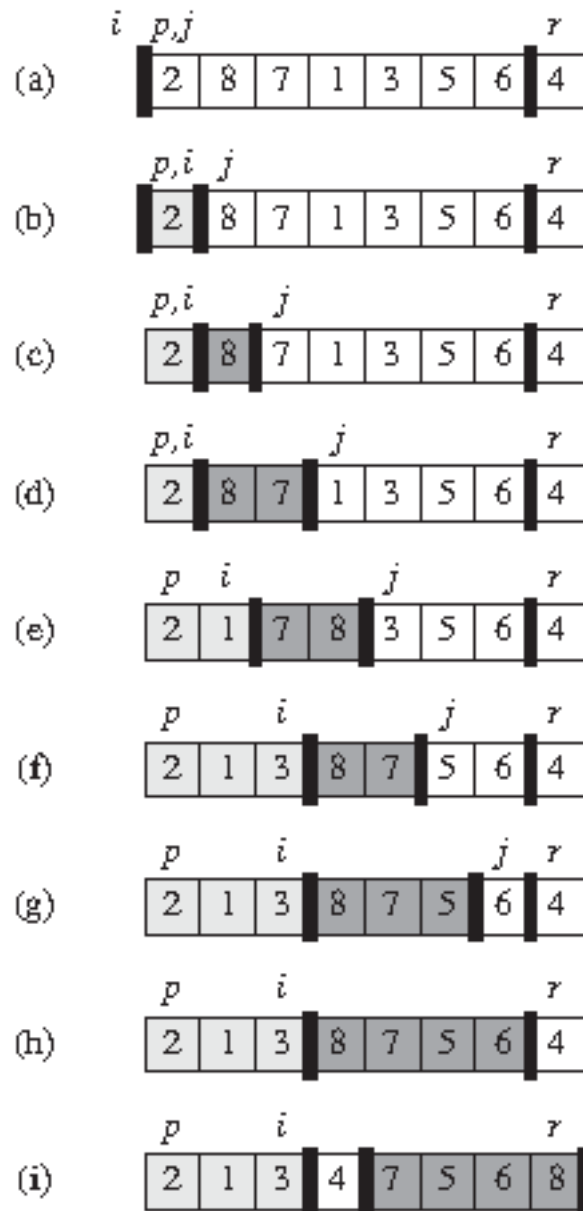 i p,j r
(a) 2 8 7 1 3 5 6 4
p,i j r
(b) 2 8 7 1 3 5 6 4
p,i j r
(c) 2 8 7 1 3 5 6 4
p,i j r
(d) 2 8 7 1 3 5 6 4
p i j r
(e) 2 1 7 8 3 5 6 4
p i j r
(f) 2 1 3 8 7 5 6 4
p i j r
(g) 2 1 3 8 7 5 6 4
p i r
(h) 2 1 3 8 7 5 6 4
p i r
(i) 2 1 3 4 7 5 6 8